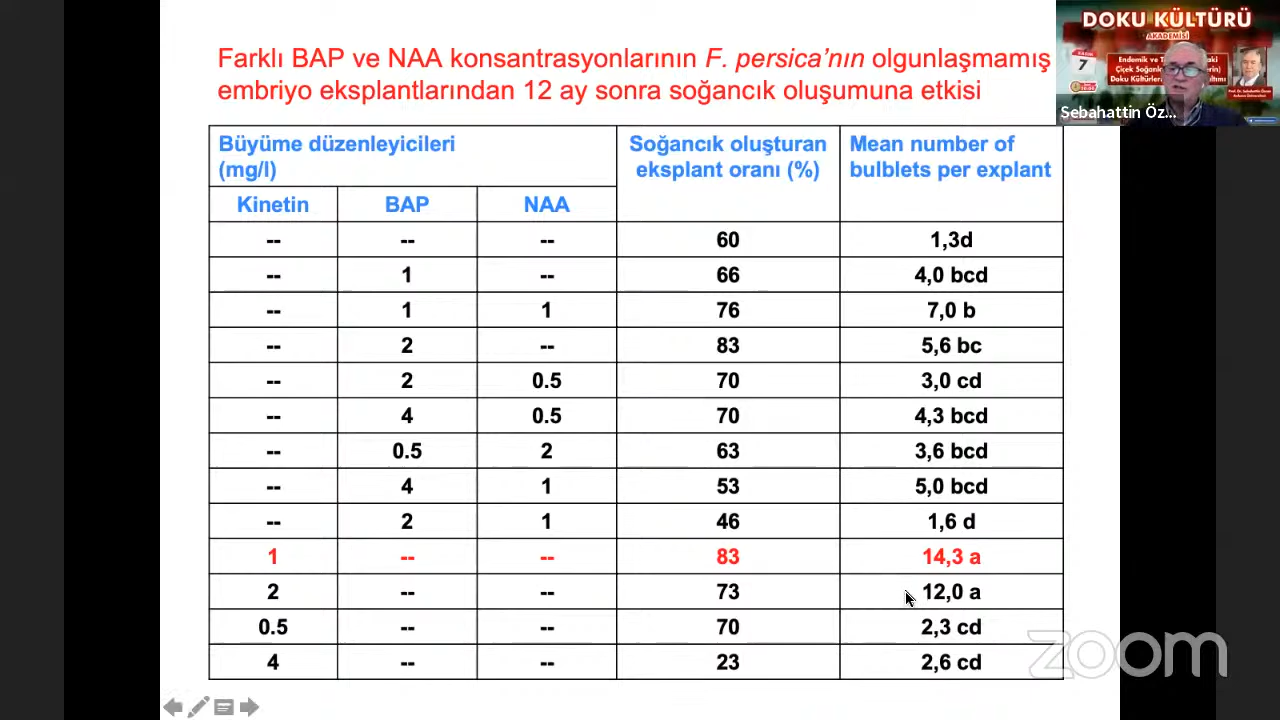 Farklı BAP ve NAA konsantrasyonlarının F. persica’nın olgunlaşmamış
embriyo eksplantlarından 12 ay sonra soğancık oluşumuna etkisi
Büyüme düzenleyicileri
(mg/l)
Soğancık oluşturan
eksplant oranı (%)
Mean number of
bulblets per explant
Kinetin BAP NAA
-- -- -- 60 1,3d
-- 1 -- 66 4,0 bcd
-- 1 1 76 7,0 b
-- 2 -- 83 5,6 bc
-- 2 0.5 70 3,0 cd
-- 4 0.5 70 4,3 bcd
-- 0.5 2 63 3,6 bcd
-- 4 1 53 5,0 bcd
-- 2 1 46 1,6 d
1 -- -- 83 14,3 a
2 -- -- 73 12,0 a
0.5 -- -- 70 2,3 cd
4 -- -- 23 2,6 cd
DOKU KÜLTÜRÜ
AKADEMİSİ
7
Endemik ve
Doku Kültürler
Sebahattin Öz...
zoom